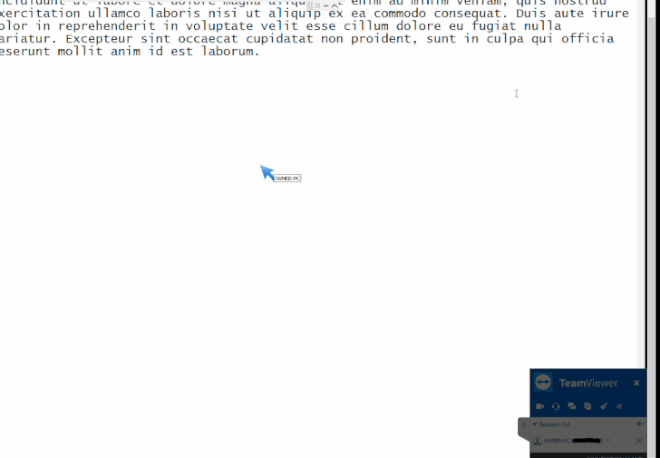 ncididunt ut labore et dolore magna aliqu enim ad minim veniam, quis nostrud
xercitation ullamco laboris nisi ut aliquip ex ea commodo consequat. Duis aute irure
olor in reprehenderit in voluptate velit esse cillum dolore eu fugiat nulla
ariatur. Excepteur sint occaecat cupidatat non proident, sunt in culpa qui officia
eserunt mollit anim id est laborum.
OWNER-PC
TeamViewer
Session list
OWNER-PC